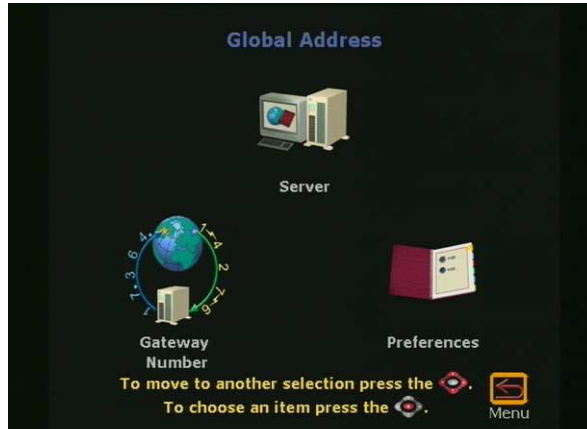 Global Address
Server
Gateway
Number
Preferences
To move to another selection press the .
To choose an item press the .
Menu